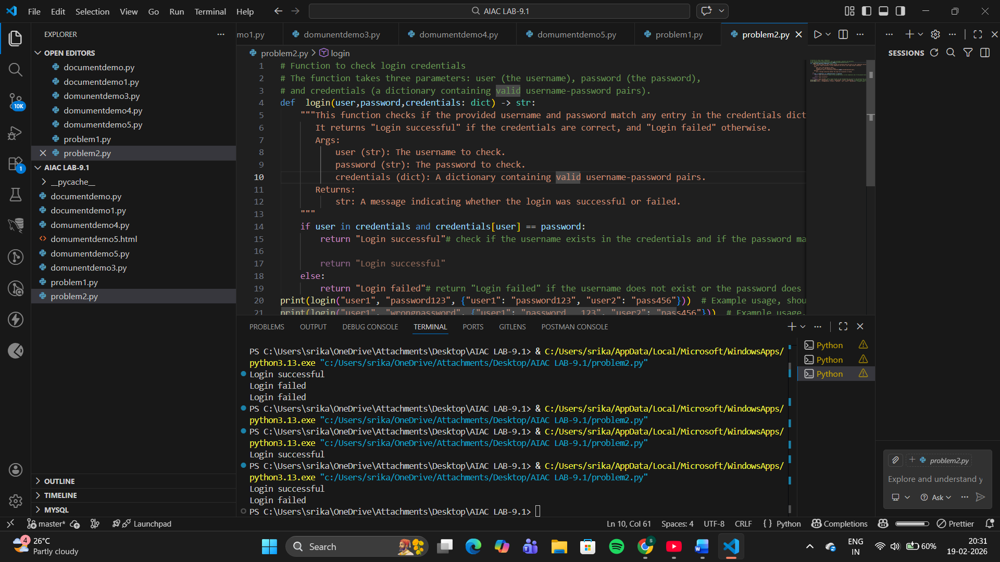 File Edit Selection View Go Run Terminal Help
AIAC LAB-9.1
EXPLORER
OPEN EDITORS
documentdemo.py
documentdemo1.py
domunentdemo3.py
domumentdemo4.py
domumentdemo5.py
problem1.py
problem2.py
AIAC LAB-9.1
__pycache__
documentdemo.py
documentdemo1.py
domumentdemo4.py
domumentdemo5.html
domumentdemo5.py
domunentdemo3.py
problem1.py
problem2.py
OUTLINE
TIMELINE
MYSQL
10K
1
mo1.py domunentdemo3.py domumentdemo4.py domumentdemo5.py problem1.py problem2.py
problem2.py > login
1 # Function to check login credentials
2 # The function takes three parameters: user (the username), password (the password),
3 # and credentials (a dictionary containing valid username-password pairs).
4 def  login(user,password,credentials: dict) -> str:
5 """This function checks if the provided username and password match any entry in the credentials dict
6 It returns "Login successful" if the credentials are correct, and "Login failed" otherwise.
7 Args:
8 user (str): The username to check.
9 password (str): The password to check.
10 credentials (dict): A dictionary containing valid username-password pairs.
11 Returns:
12 str: A message indicating whether the login was successful or failed.
13 """
14 if user in credentials and credentials[user] == password:
15 return "Login successful"# check if the username exists in the credentials and if the password ma
16
17 return "Login successful"
18 else:
19 return "Login failed"# return "Login failed" if the username does not exist or the password does
20 print(login("user1", "password123", {"user1": "password123", "user2": "pass456"}))  # Example usage, shou
21 print(login("user1", "wrongpassword", {"user1": "password   123", "user2": "pass456"}))  # Example usage,
PROBLEMS OUTPUT DEBUG CONSOLE TERMINAL PORTS GITLENS POSTMAN CONSOLE
PS C:\Users\srika\OneDrive\Attachments\Desktop\AIAC LAB-9.1> & C:/Users/srika/AppData/Local/Microsoft/WindowsApps/
python3.13.exe "c:/Users/srika/OneDrive/Attachments/Desktop/AIAC LAB-9.1/problem2.py"
Login successful
Login failed
Login failed
PS C:\Users\srika\OneDrive\Attachments\Desktop\AIAC LAB-9.1> & C:/Users/srika/AppData/Local/Microsoft/WindowsApps/
python3.13.exe "c:/Users/srika/OneDrive/Attachments/Desktop/AIAC LAB-9.1/problem2.py"
PS C:\Users\srika\OneDrive\Attachments\Desktop\AIAC LAB-9.1> & C:/Users/srika/AppData/Local/Microsoft/WindowsApps/
python3.13.exe "c:/Users/srika/OneDrive/Attachments/Desktop/AIAC LAB-9.1/problem2.py"
Login successful
PS C:\Users\srika\OneDrive\Attachments\Desktop\AIAC LAB-9.1> & C:/Users/srika/AppData/Local/Microsoft/WindowsApps/
python3.13.exe "c:/Users/srika/OneDrive/Attachments/Desktop/AIAC LAB-9.1/problem2.py"
Login successful
Login failed
PS C:\Users\srika\OneDrive\Attachments\Desktop\AIAC LAB-9.1>
Python
Python
Python
SESSIONS
problem2.py
Explore and understand y
Ask
master* Launchpad Ln 10, Col 61 Spaces: 4 UTF-8 CRLF {} Python Completions Prettier
4
26°C
Partly cloudy
Search
ENG
IN
60%
20:31
19-02-2026